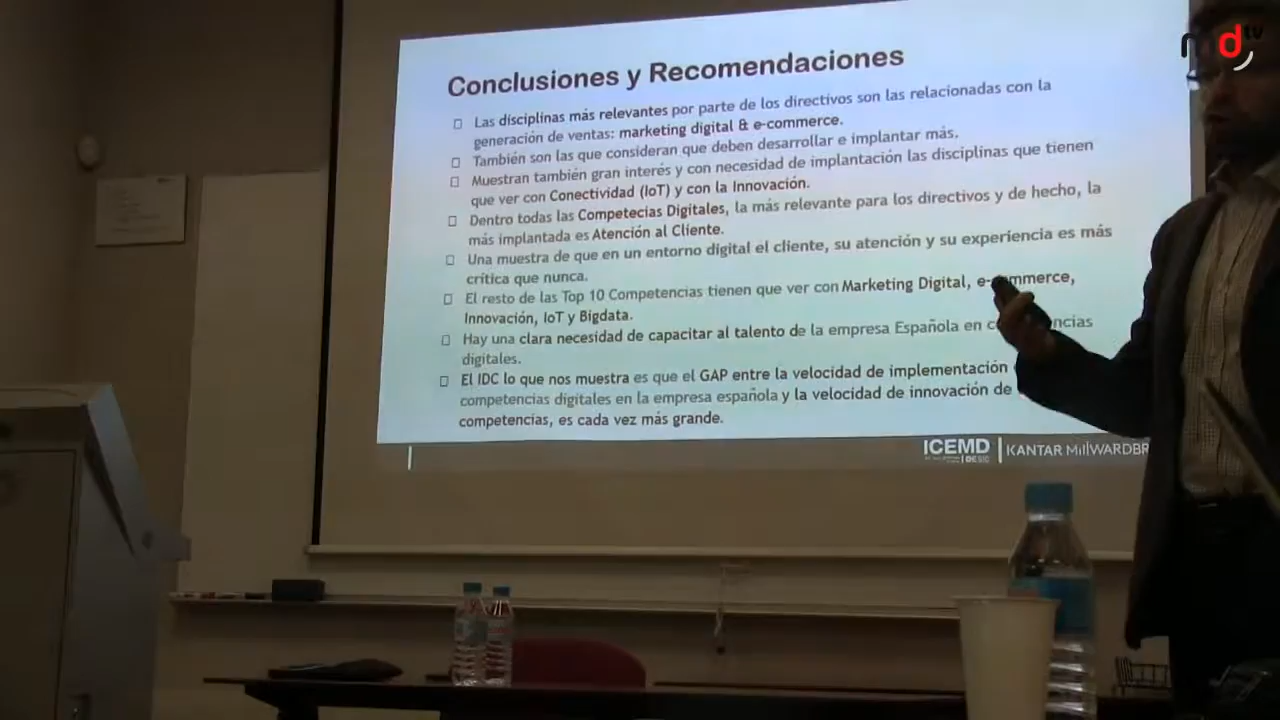 Conclusiones y Recomendaciones
Las disciplinas más relevantes por parte de los directivos son las relacionadas con la
generación de ventas: marketing digital & e-commerce.
También son las que consideran que deben desarrollar e implantar más.
Muestran también gran interés y con necesidad de implantación las disciplinas que tienen
que ver con Conectividad (IoT) y con la Innovación.
Dentro todas las Competecias Digitales, la más relevante para los directivos y de hecho, la
más implantada es Atención al Cliente.
Una muestra de que en un entorno digital el cliente, su atención y su experiencia es más
crítica que nunca.
El resto de las Top 10 Competencias tienen que ver con Marketing Digital, e-commerce,
Innovación, IoT y Bigdata.
Hay una clara necesidad de capacitar al talento de la empresa Española en
digitales.
El IDC lo que nos muestra es que el GAP entre la velocidad de implementación
competencias digitales en la empresa española y la velocidad de innovación de
competencias, es cada vez más grande.
ICEMD
ESIC
KANTAR MillWARDBR
md tv